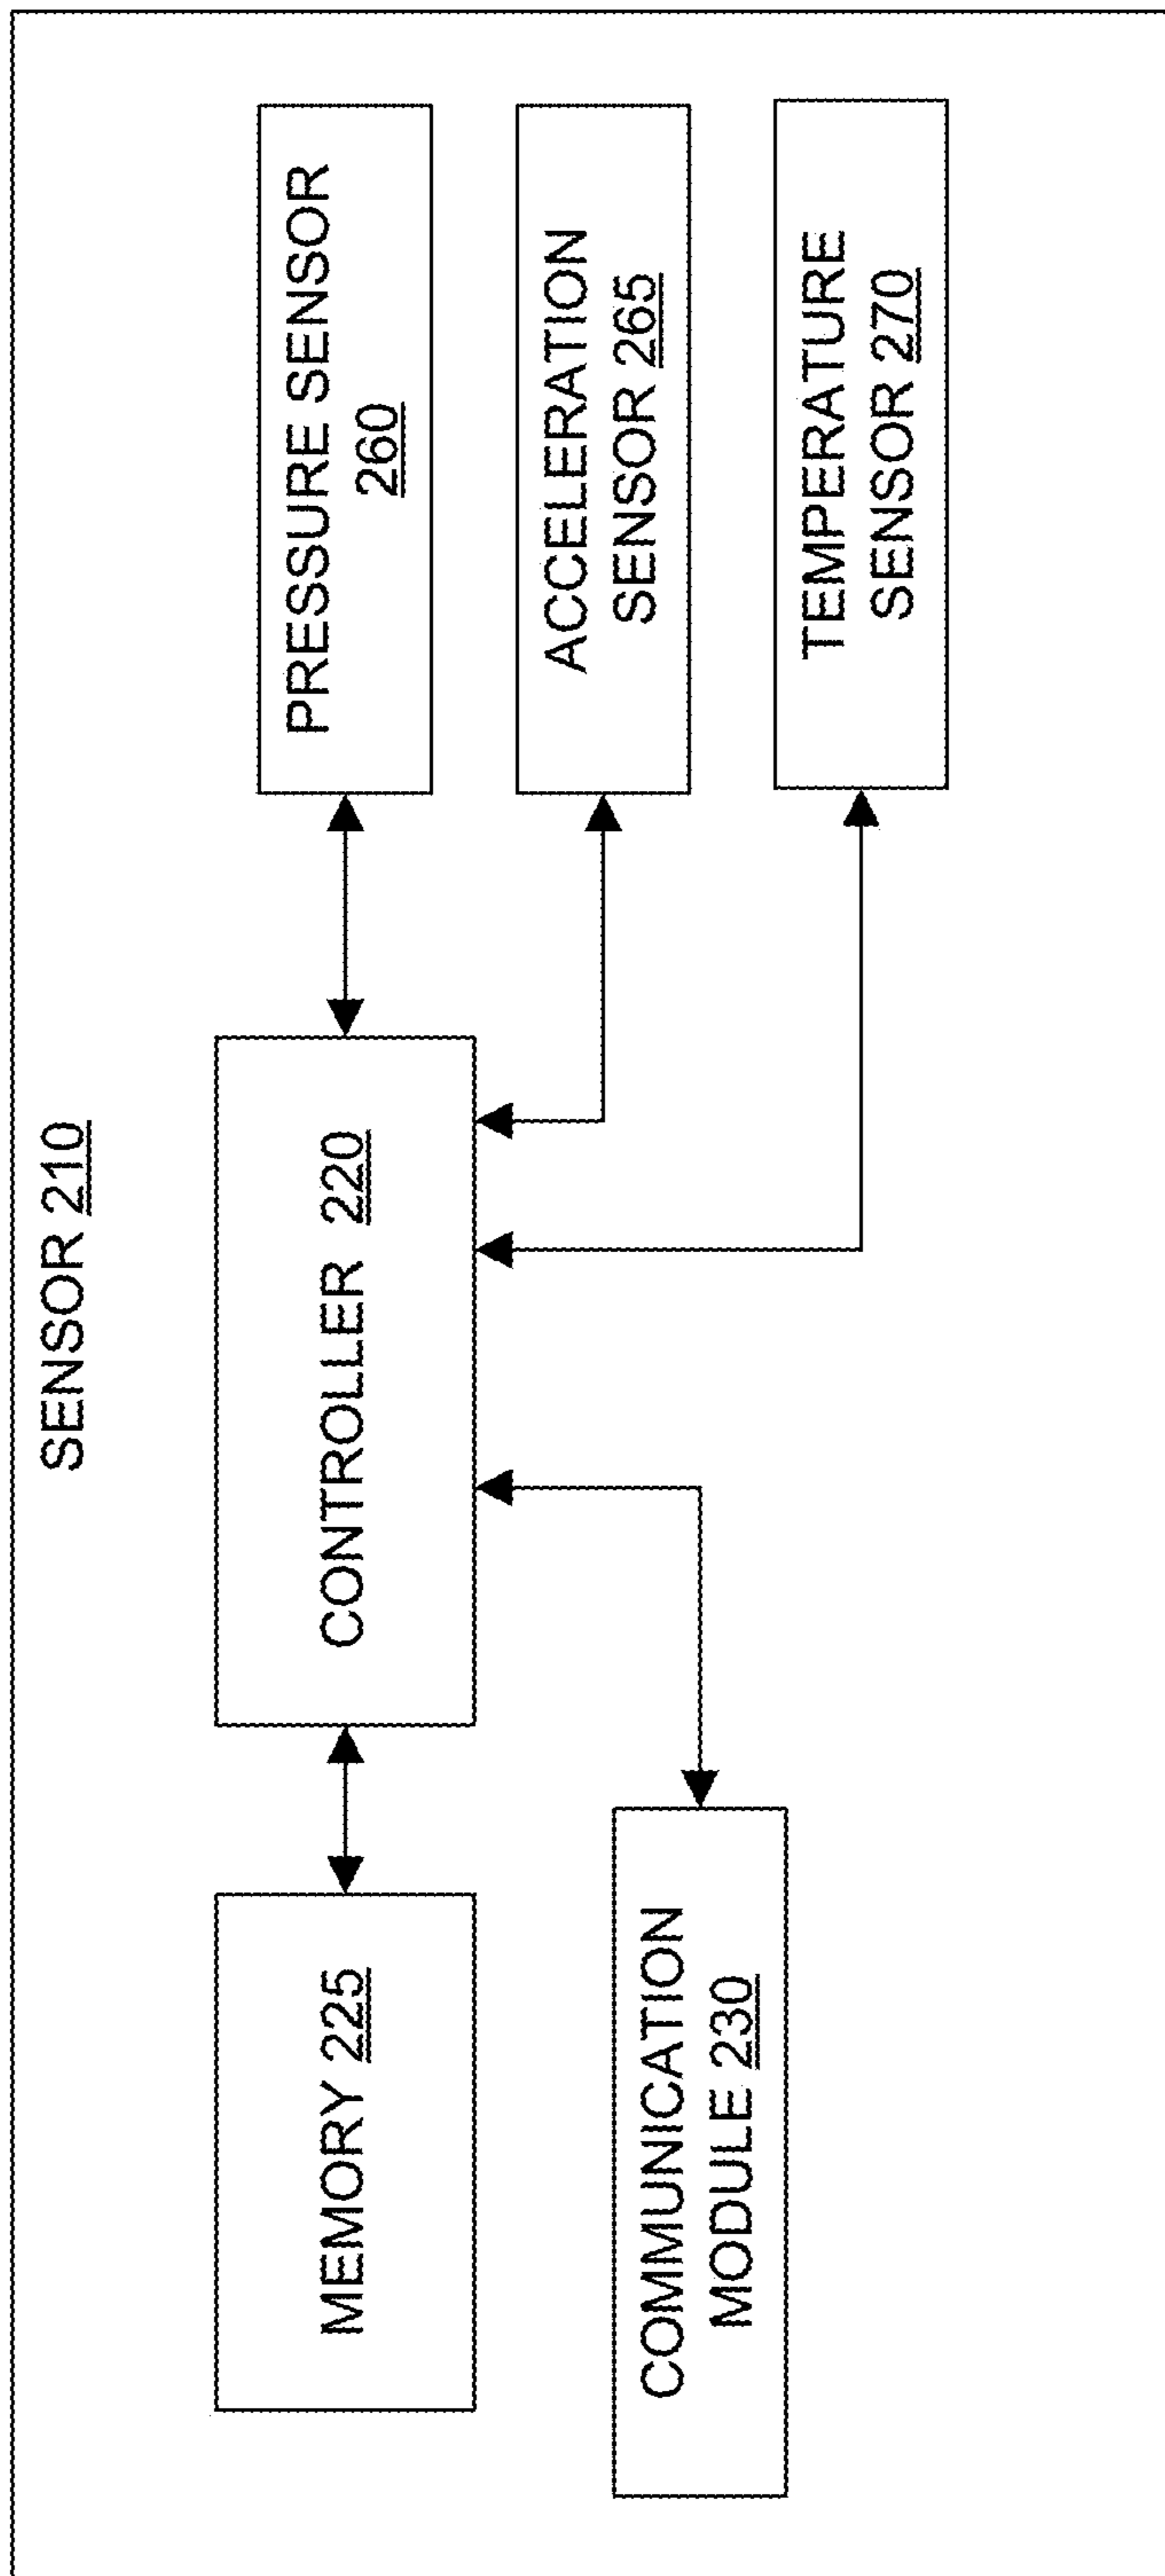 SENSOR 210
MEMORY 225
CONTROLLER 220
PRESSURE SENSOR
260
COMMUNICATION
MODULE 230
ACCELERATION
SENSOR 265
TEMPERATURE
SENSOR 270